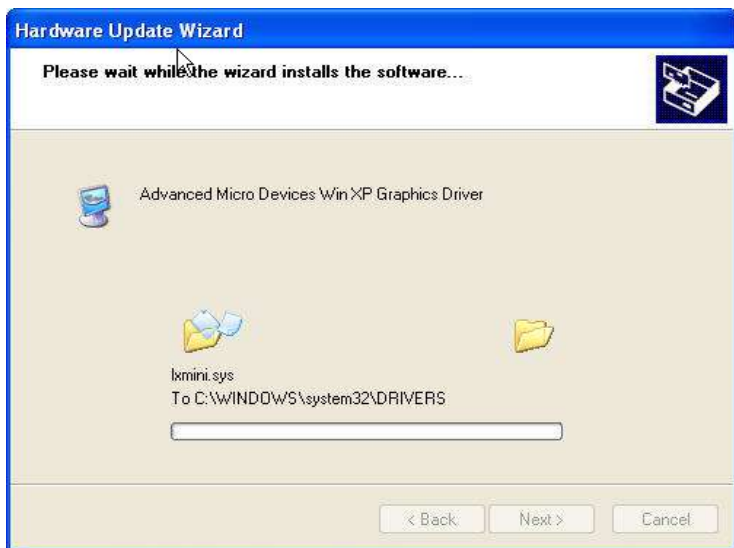 Hardware Update Wizard
Please wait while the wizard installs the software...
Advanced Micro Devices Win XP Graphics Driver
lxmini.sys
To C:\WINDOWS\system32\DRIVERS
< Back Next > Cancel